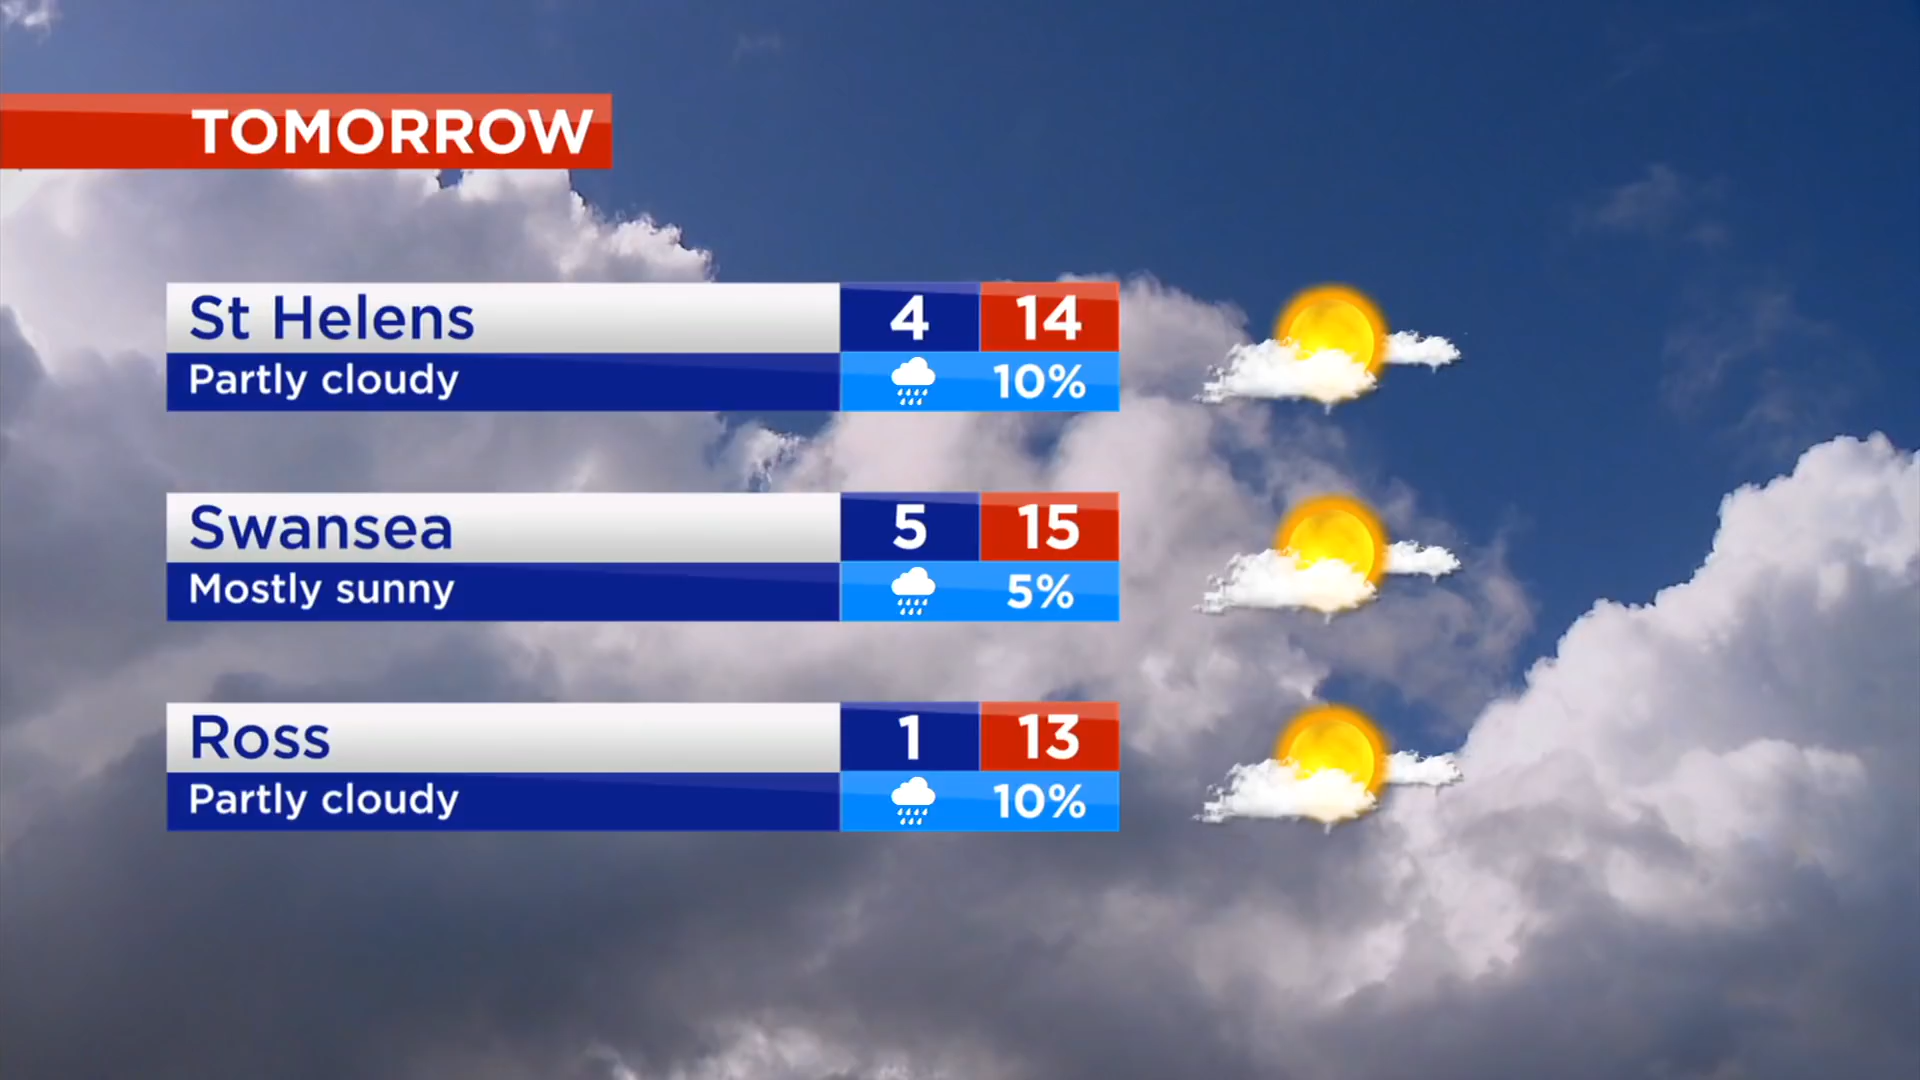 TOMORROW
St Helens 4 14
Partly cloudy 10%
Swansea 5 15
Mostly sunny 5%
Ross 1 13
Partly cloudy 10%